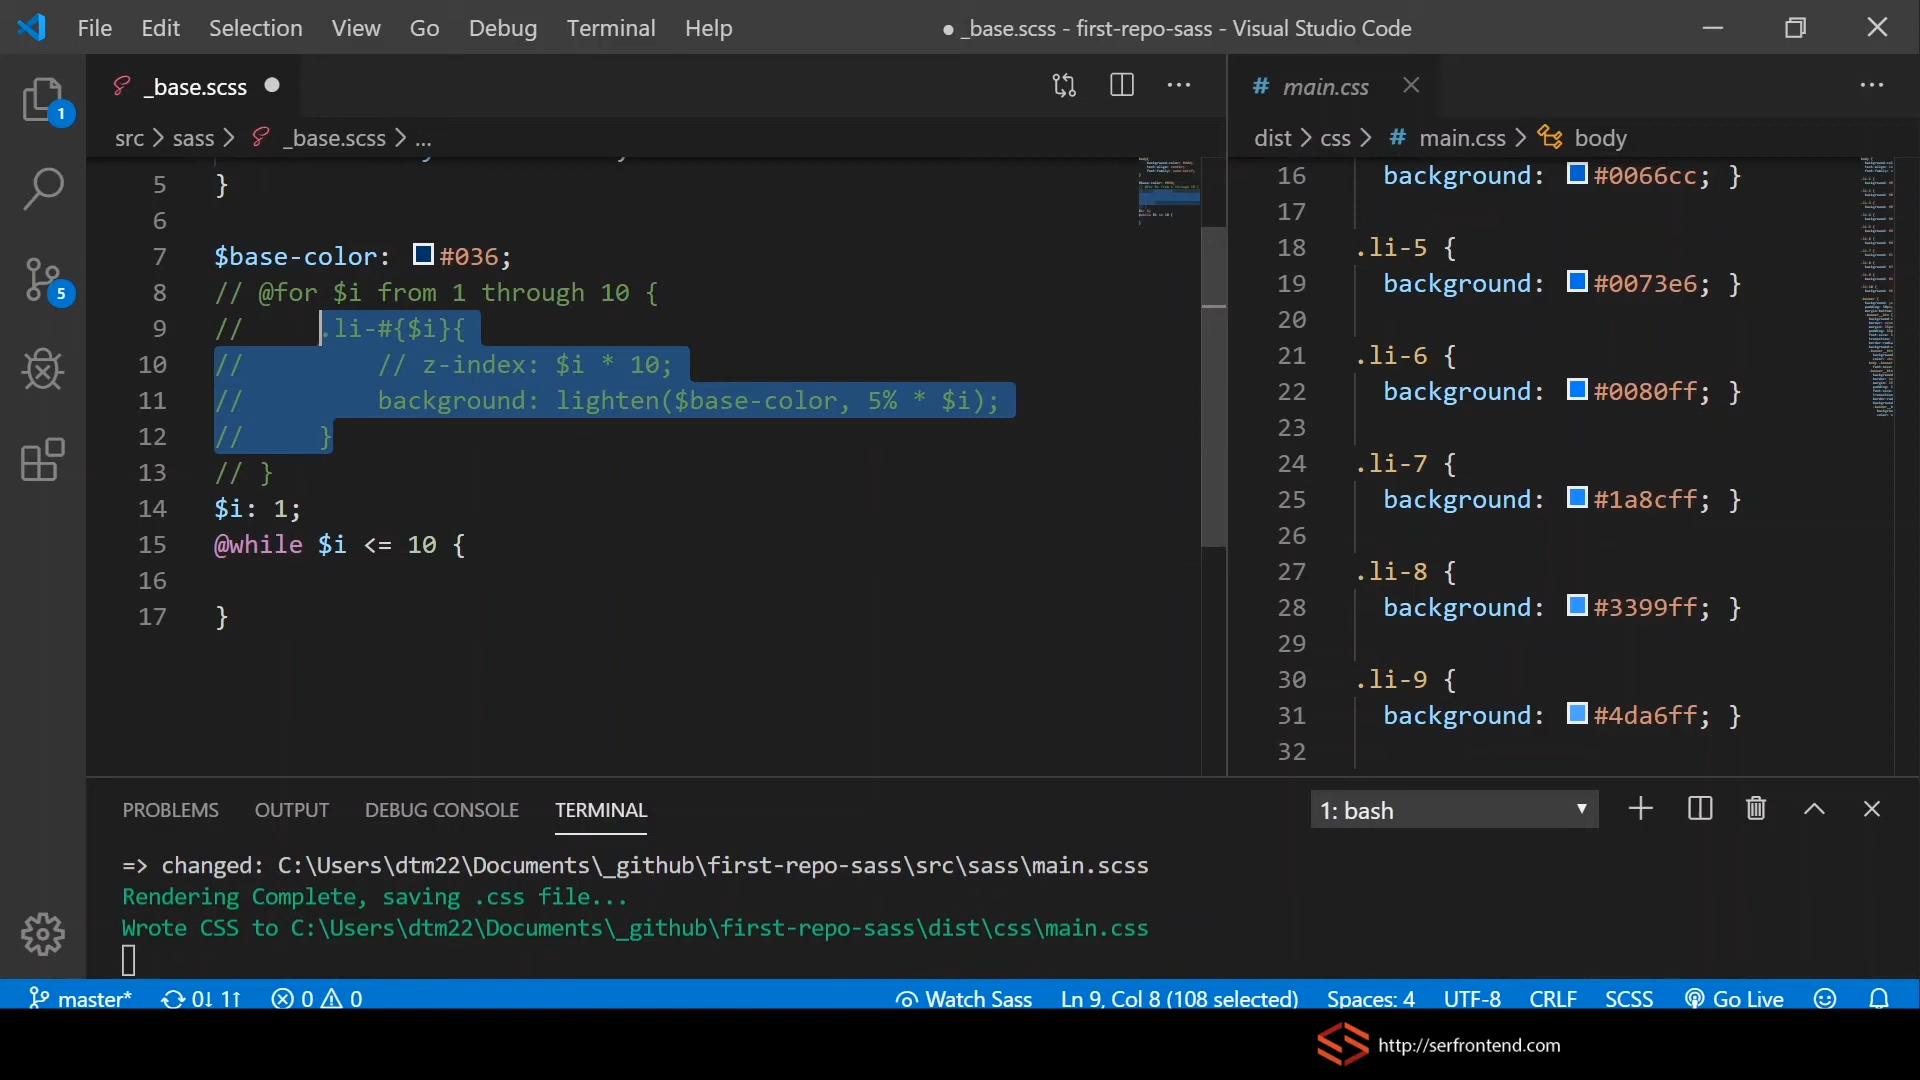 File Edit Selection View Go Debug Terminal Help
● _base.scss - first-repo-sass - Visual Studio Code
_base.scss ●
src > sass > _base.scss > ...
5 }
6
7 $base-color: #036;
8 // @for $i from 1 through 10 {
9 // .li-#{$i}{
10 // // z-index: $i * 10;
11 // background: lighten($base-color, 5% * $i);
12 // }
13 // }
14 $i: 1;
15 @while $i <= 10 {
16
17 }
# main.css
dist > css > # main.css > body
16 background: #0066cc; }
17
18 .li-5 {
19 background: #0073e6; }
20
21 .li-6 {
22 background: #0080ff; }
23
24 .li-7 {
25 background: #1a8cff; }
26
27 .li-8 {
28 background: #3399ff; }
29
30 .li-9 {
31 background: #4da6ff; }
32
1
5
PROBLEMS OUTPUT DEBUG CONSOLE TERMINAL
1: bash
=> changed: C:\Users\dtm22\Documents\_github\first-repo-sass\src\sass\main.scss
Rendering Complete, saving .css file...
Wrote CSS to C:\Users\dtm22\Documents\_github\first-repo-sass\dist\css\main.css
master* 0↓ 1↑ 0 0 Watch Sass Ln 9, Col 8 (108 selected) Spaces: 4 UTF-8 CRLF SCSS Go Live
http://serfrontend.com